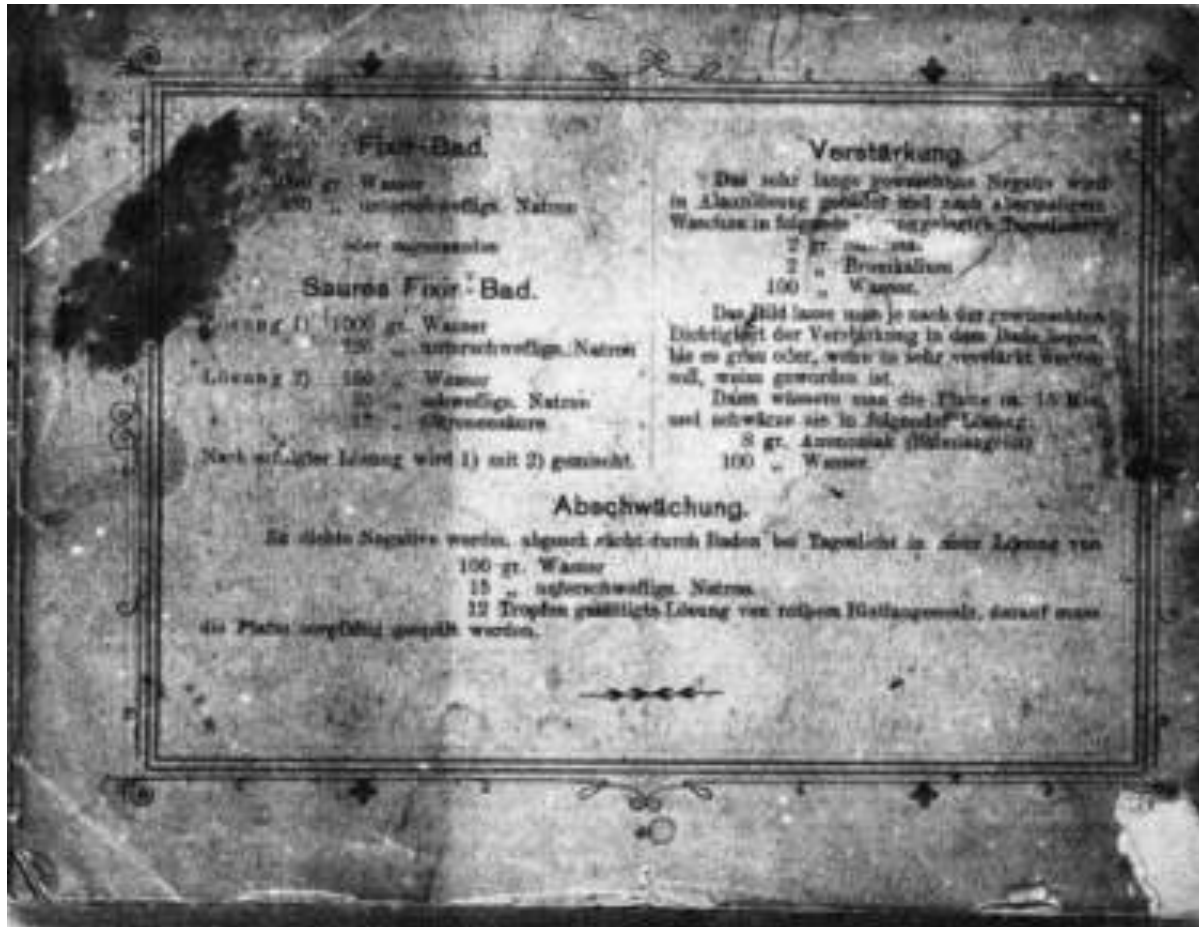 Fixir-Bad.
gr. Wasser
„ unterschwefligs. Natron
oder
Saures Fixir-Bad.
Lösung 1) 1000 gr. Wasser
„ unterschwefligs. Natron
Lösung 2) „ Wasser
50 „ schwefligs. Natron
„ Citronensäure
Nach erfolgter Lösung wird 1) mit 2) gemischt.
Verstärkung.
Das sehr lange gewaschene Negativ wird
in Alaunlösung gebadet und nach abermaligem
Waschen in folgende
2 gr.
2 „ Bromkalium
100 „ Wasser.
Das Bild lasse man je nach der gewünschten
Dichtigkeit der Verstärkung in dem Bade liegen,
bis es grau oder, wenn es sehr verstärkt werden
soll, weiss geworden ist.
Dann wässere man die Platte ca. 15 Min.
und schwärze sie in folgender Lösung:
8 gr. Ammoniak (Salmiakgeist)
100 „ Wasser.
Abschwächung.
Zu dichte Negative werden abgeschwächt durch Baden bei Tageslicht in einer Lösung von
100 gr. Wasser
15 „ unterschwefligs. Natron
12 Tropfen gesättigte Lösung von rothem Blutlaugensalz, darauf muss
die Platte sorgfältig gespült werden.